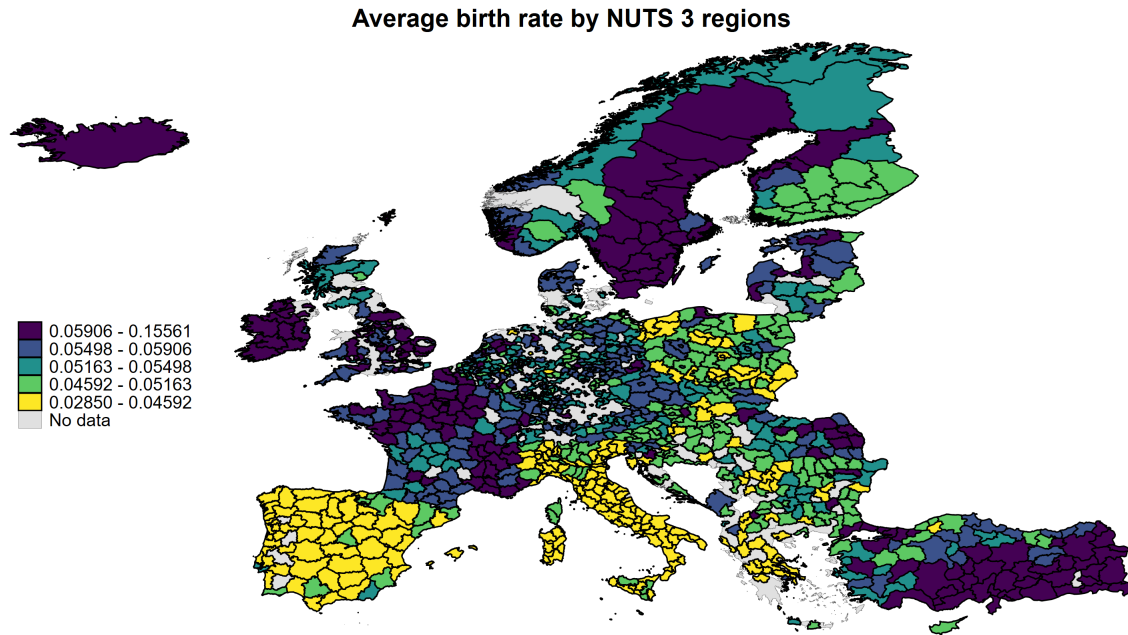 Average birth rate by NUTS 3 regions
0.05906 - 0.15561
0.05498 - 0.05906
0.05163 - 0.05498
0.04592 - 0.05163
0.02850 - 0.04592
No data